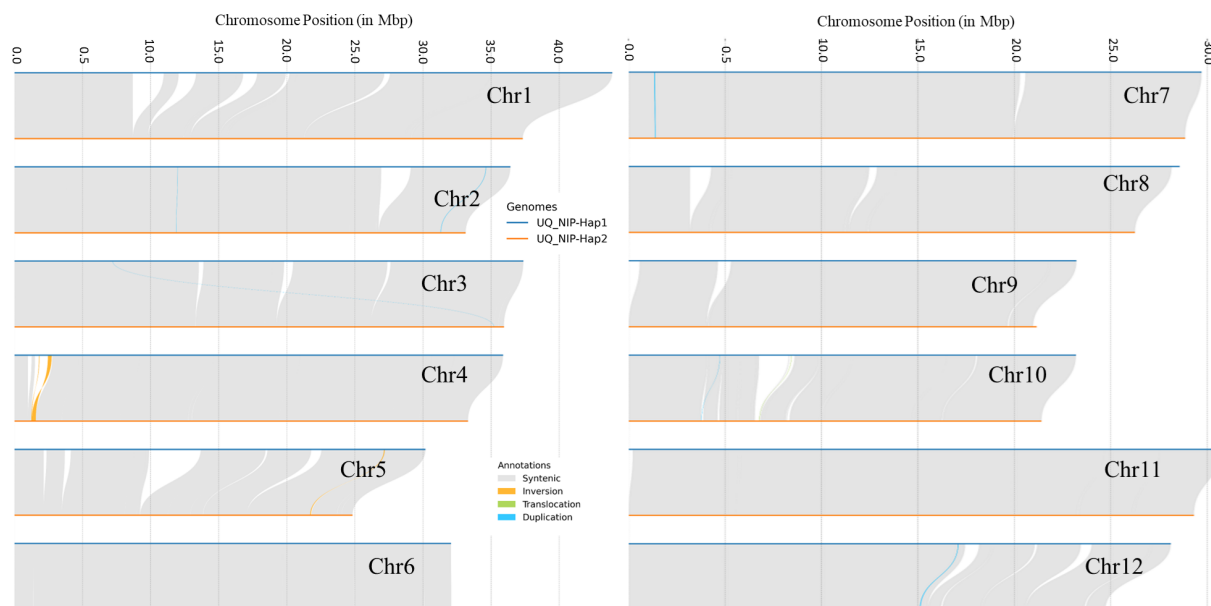 Chromosome Position (in Mbp)
0.0 5.0 10.0 15.0 20.0 25.0 30.0 35.0 40.0
Chr1
Chr2
Genomes
UQ_NIP-Hap1
UQ_NIP-Hap2
Chr3
Chr4
Chr5
Annotations
Syntenic
Inversion
Translocation
Duplication
Chr6
Chromosome Position (in Mbp)
0.0 5.0 10.0 15.0 20.0 25.0 30.0
Chr7
Chr8
Chr9
Chr10
Chr11
Chr12